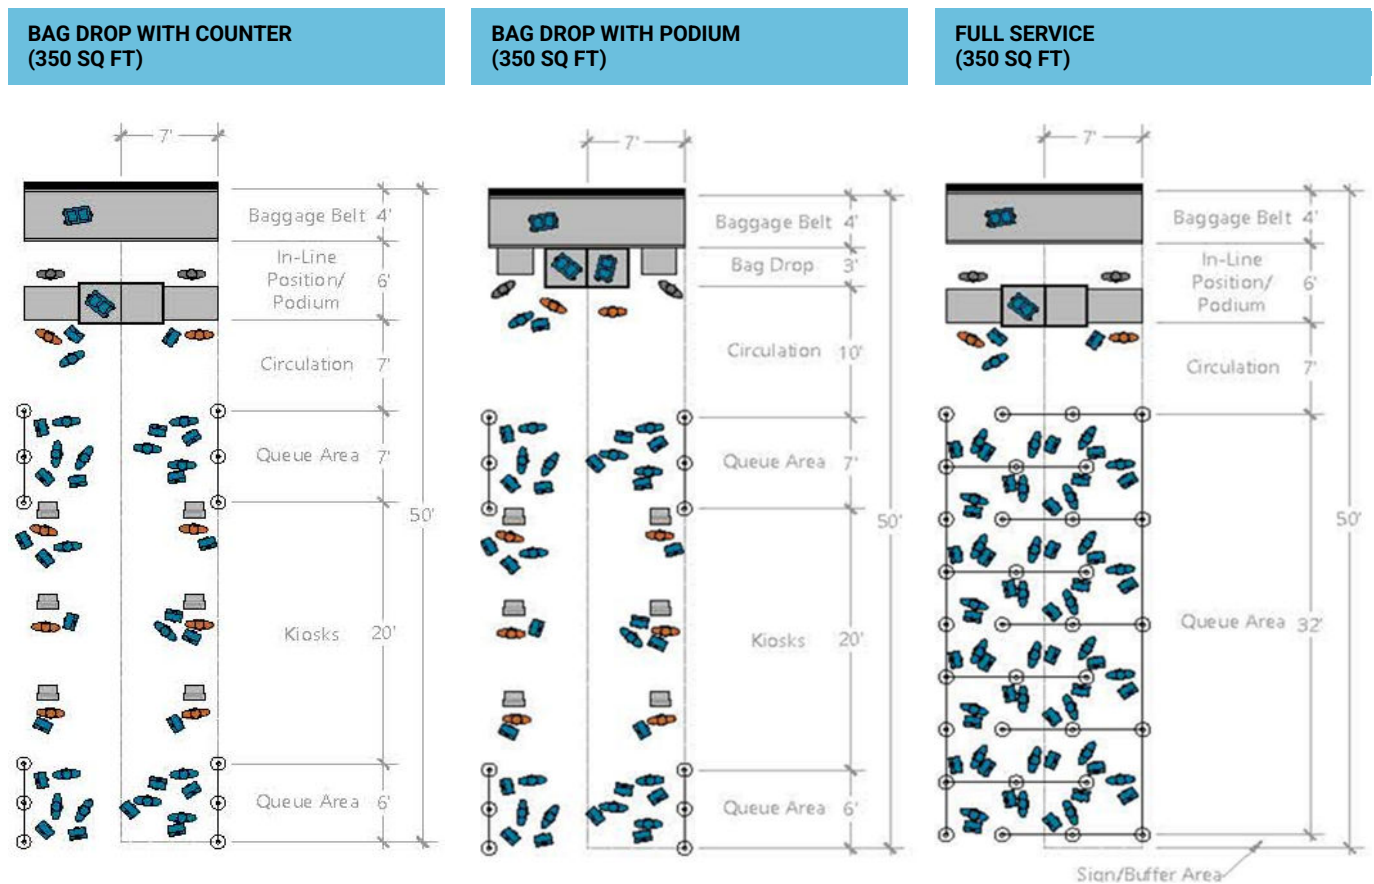 BAG DROP WITH COUNTER
(350 SQ FT)
7'
Baggage Belt 4'
In-Line
Position/
Podium
6'
Circulation 7'
Queue Area 7'
50'
Kiosks 20'
Queue Area 6'
BAG DROP WITH PODIUM
(350 SQ FT)
7'
Baggage Belt 4'
Bag Drop 3'
Circulation 10'
Queue Area 7'
50'
Kiosks 20'
Queue Area 6'
FULL SERVICE
(350 SQ FT)
7'
Baggage Belt 4'
In-Line
Position/
Podium
6'
Circulation 7'
50'
Queue Area 32'
Sign/Buffer Area